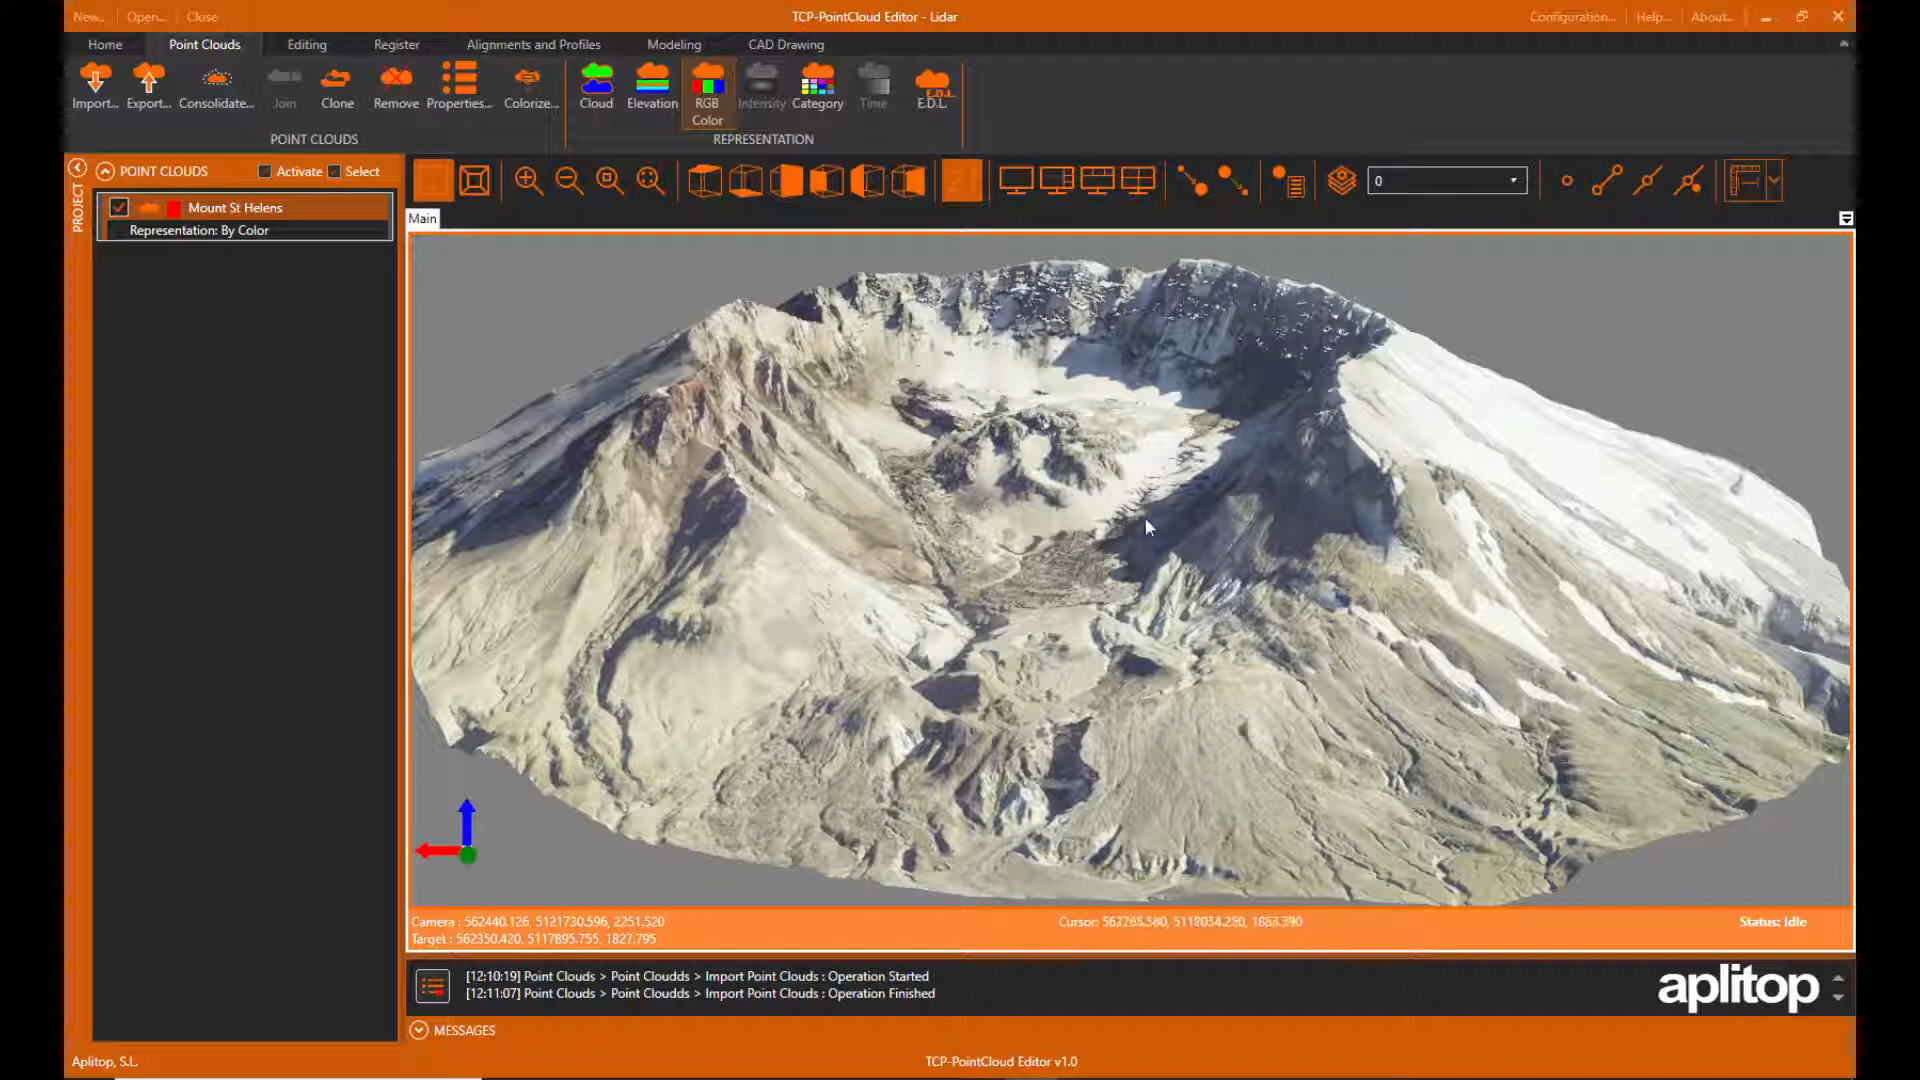 New...
Open...
Close
TCP-PointCloud Editor - Lidar
Configuration...
Help...
About...
Home
Point Clouds
Editing
Register
Alignments and Profiles
Modeling
CAD Drawing
Import...
Export...
Consolidate...
Join
Clone
Remove
Properties...
Colorize...
Cloud
Elevation
RGB
Color
Intensity
Category
Time
E.D.L.
E.D.L.
POINT CLOUDS
REPRESENTATION
PROJECT
POINT CLOUDS
Activate
Select
0
Main
Mount St Helens
Representation: By Color
Camera : 562440.126, 5121730.596, 2251.520
Target : 562350.420, 5117895.755, 1827.795
Cursor:
Status: Idle
[12:10:19] Point Clouds > Point Cloudds > Import Point Clouds : Operation Started
[12:11:07] Point Clouds > Point Cloudds > Import Point Clouds : Operation Finished
aplitop
MESSAGES
Aplitop, S.L.
TCP-PointCloud Editor v1.0